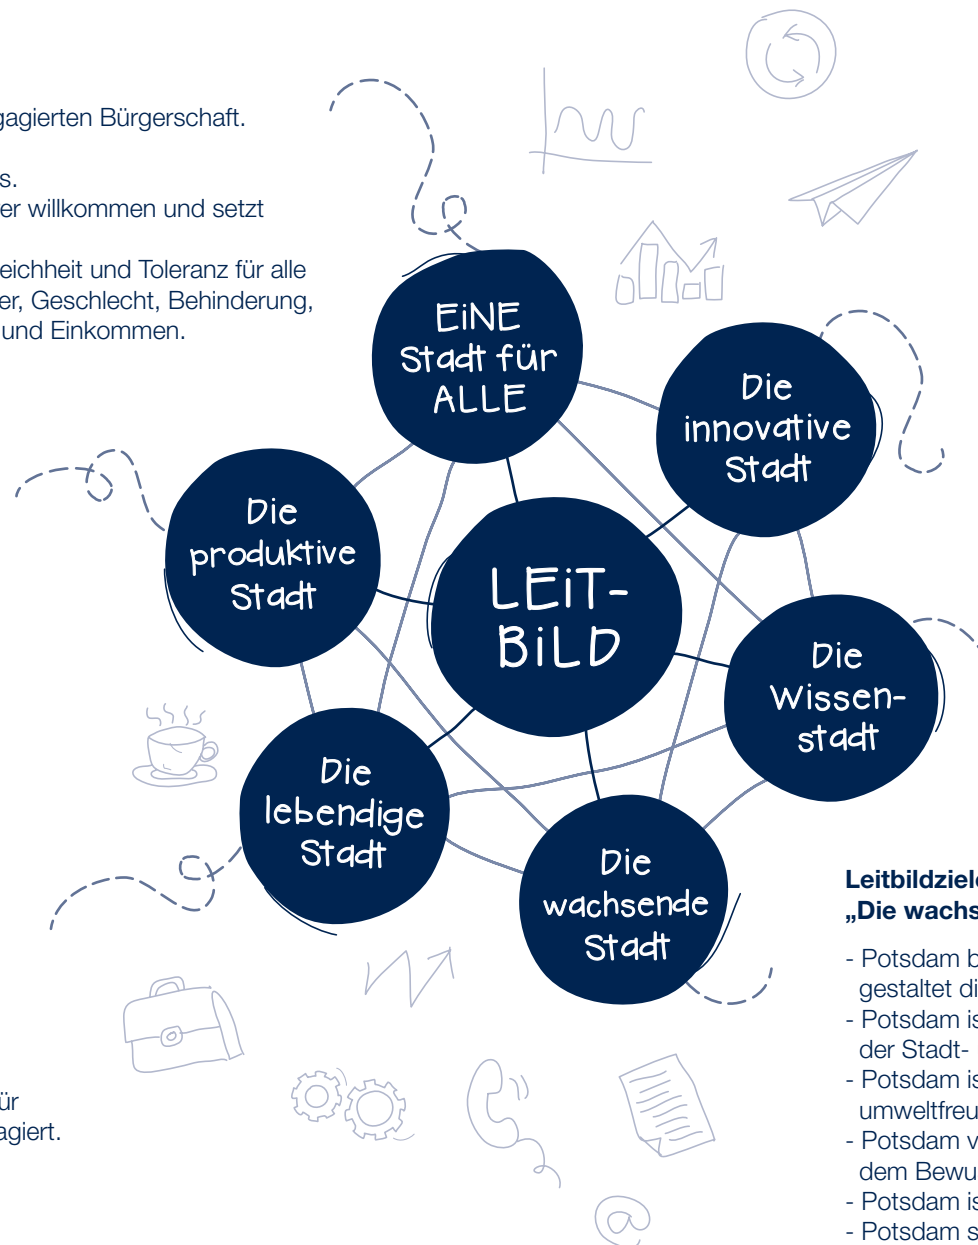 gagierten Bürgerschaft.
s.
er willkommen und setzt
eichheit und Toleranz für alle
er, Geschlecht, Behinderung,
und Einkommen.
EiNE
Stadt für
ALLE
Die
innovative
Stadt
Die
produktive
Stadt
LEiT-
BiLD
Die
Wissen-
stadt
Die
lebendige
Stadt
Die
wachsende
Stadt
ür
agiert.
Leitbildziele
„Die wachs
- Potsdam b
gestaltet di
- Potsdam is
der Stadt-
- Potsdam is
umweltfreu
- Potsdam v
dem Bewu
- Potsdam is
- Potsdam s
@